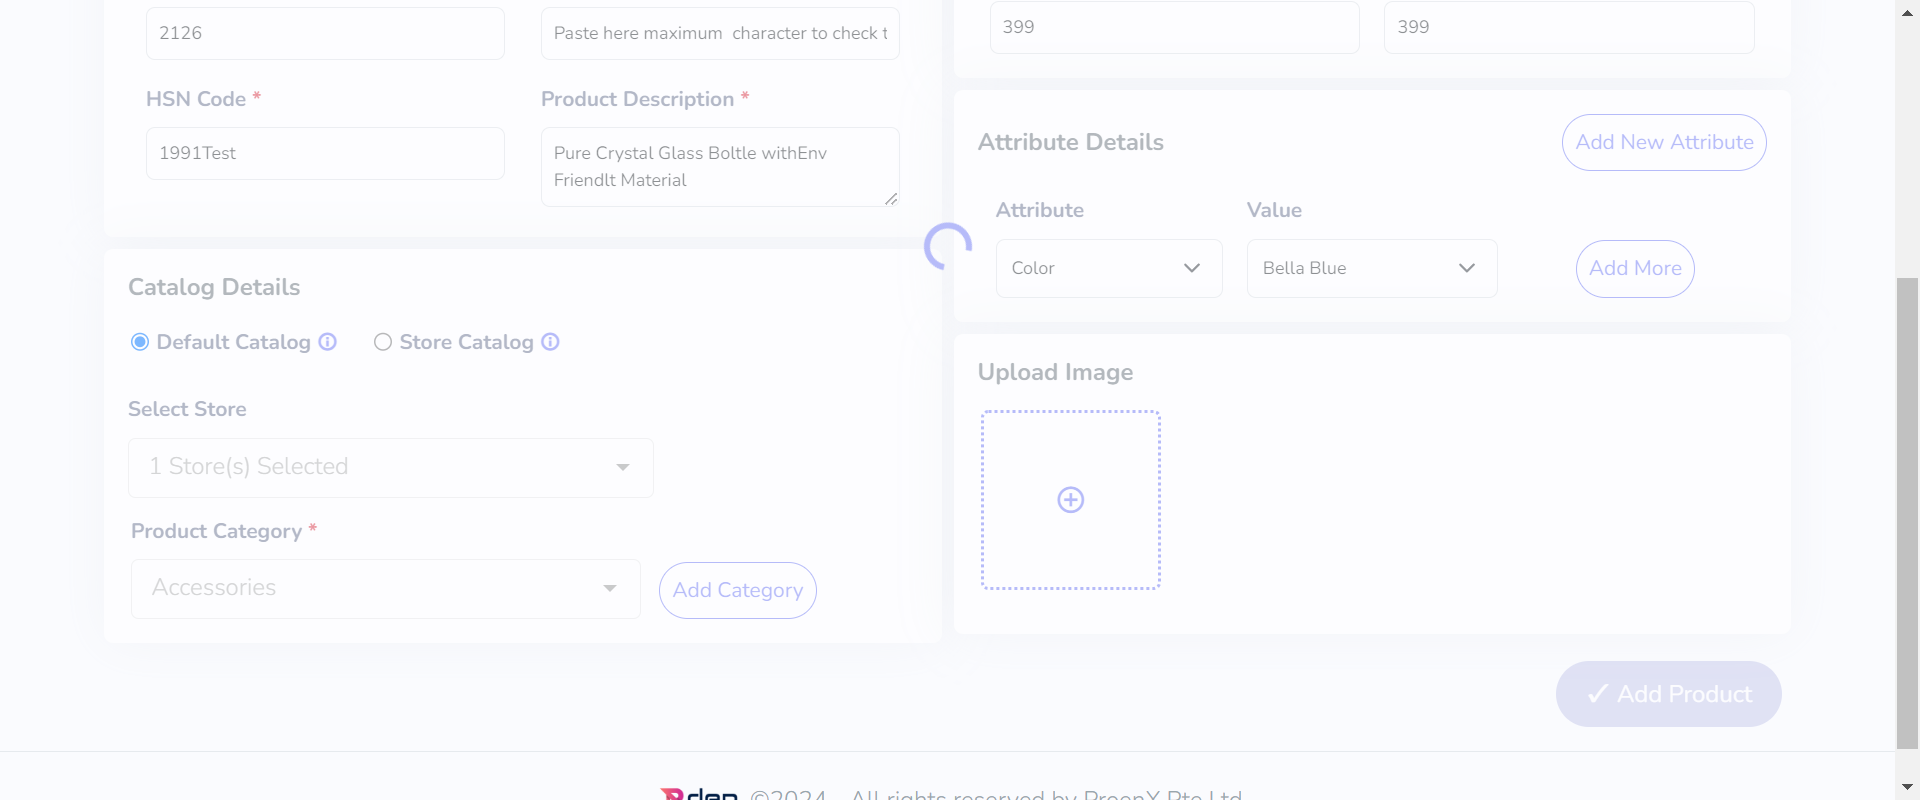 2126
Paste here maximum  character to check t
399
399
HSN Code *
Product Description *
1991Test
Pure Crystal Glass Boltle withEnv
Friendlt Material
Attribute Details
Add New Attribute
Attribute
Value
Color
Bella Blue
Add More
Catalog Details
Default Catalog
Store Catalog
Select Store
1 Store(s) Selected
Product Category *
Accessories
Add Category
Upload Image
✓ Add Product
©2024
All rights reserved by ProenX Pte Ltd